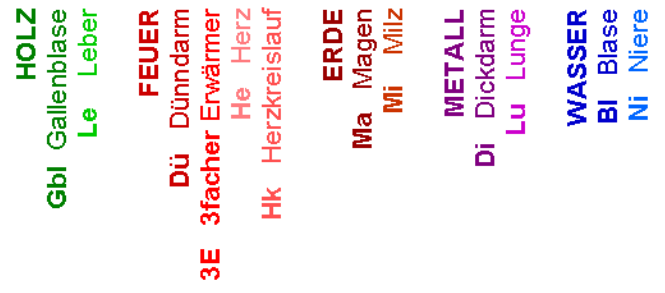 HOLZ
Gbl Gallenblase
Le Leber
FEUER
Dü Dünndarm
3E 3facher Erwärmer
He Herz
Hk Herzkreislauf
ERDE
Ma Magen
Mi Milz
METALL
Di Dickdarm
Lu Lunge
WASSER
Bl Blase
Ni Niere